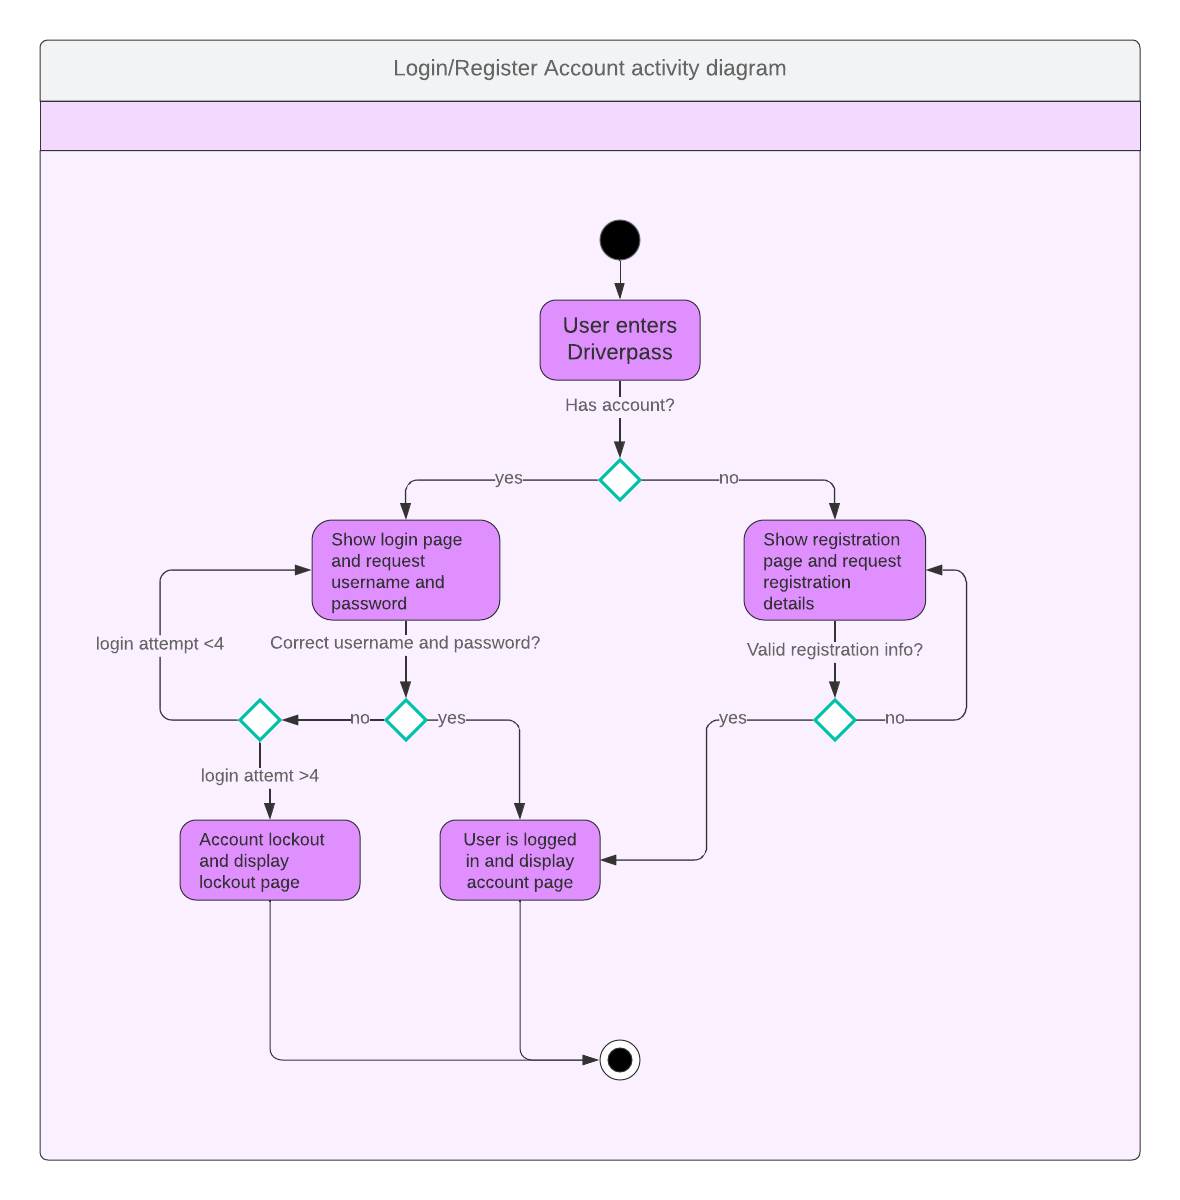 Login/Register Account activity diagram
User enters
Driverpass
Has account?
yes
no
Show login page
and request
username and
password
Show registration
page and request
registration
details
login attempt <4
Correct username and password?
Valid registration info?
no
yes
yes
no
login attemt >4
Account lockout
and display
lockout page
User is logged
in and display
account page